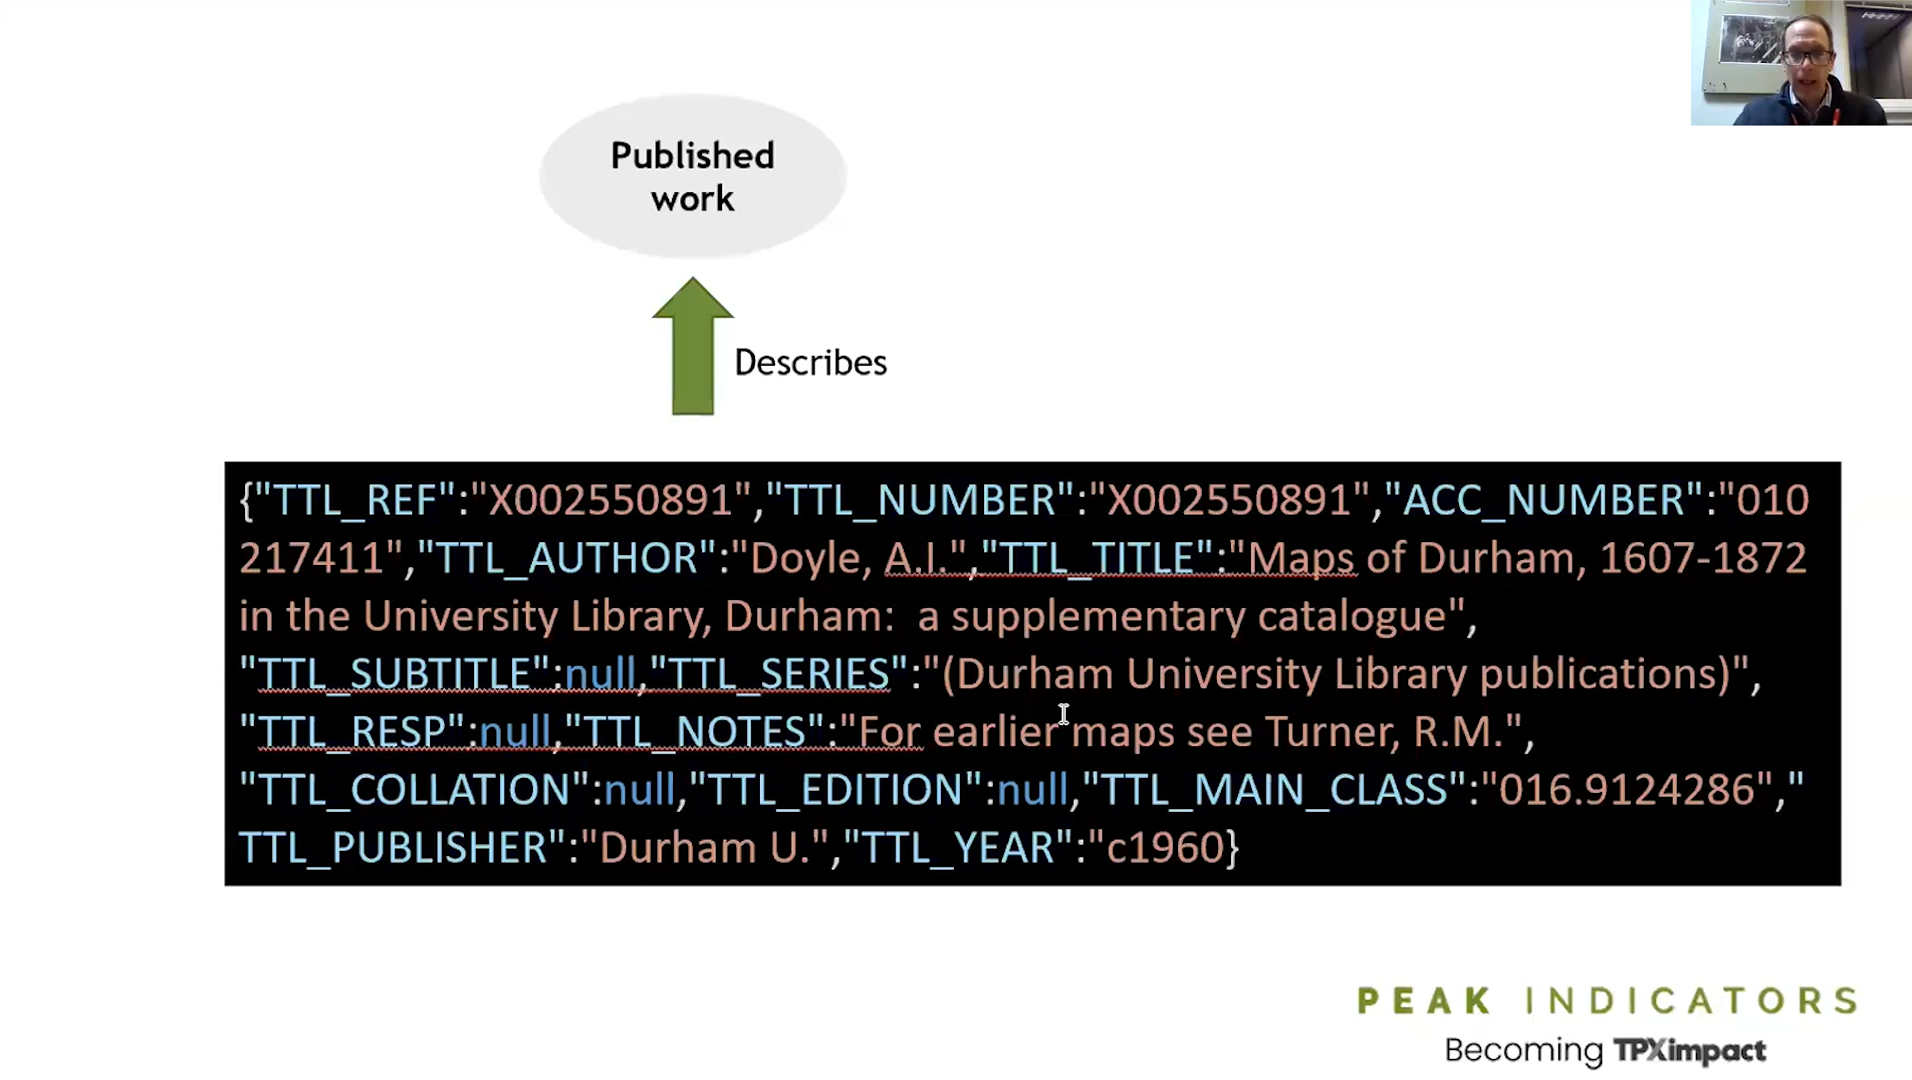 Published
work
Describes
{"TTL_REF":"X002550891","TTL_NUMBER":"X002550891","ACC_NUMBER":"010
217411","TTL_AUTHOR":"Doyle, A.I.","TTL_TITLE":"Maps of Durham, 1607-1872
in the University Library, Durham:  a supplementary catalogue",
"TTL_SUBTITLE":null,"TTL_SERIES":"(Durham University Library publications)",
"TTL_RESP":null,"TTL_NOTES":"For earlier maps see Turner, R.M.",
"TTL_COLLATION":null,"TTL_EDITION":null,"TTL_MAIN_CLASS":"016.9124286","
TTL_PUBLISHER":"Durham U.","TTL_YEAR":"c1960}
PEAK INDICATORS
Becoming TPXimpact